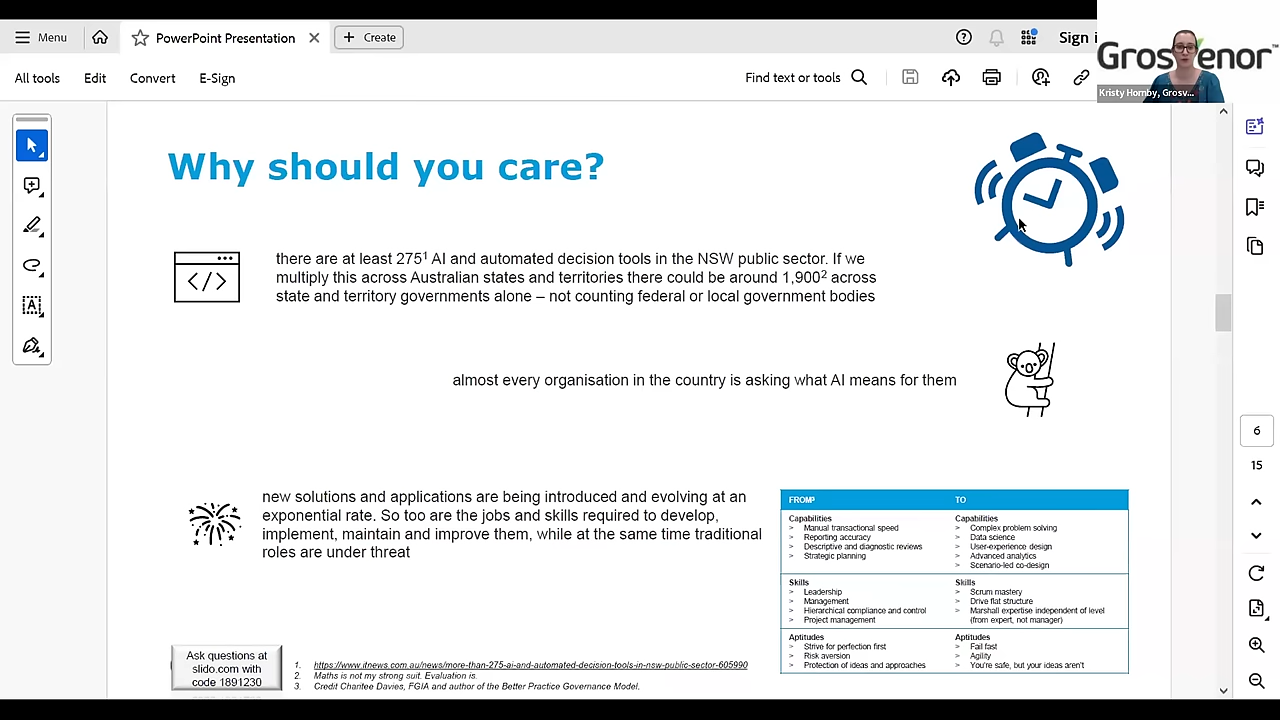 Menu
PowerPoint Presentation
Create
Sign i
Grosvenor™
Kristy Hornby, Grosv...
All tools
Edit
Convert
E-Sign
Find text or tools
Why should you care?
there are at least 275¹ AI and automated decision tools in the NSW public sector. If we
multiply this across Australian states and territories there could be around 1,900² across
state and territory governments alone – not counting federal or local government bodies
</>
almost every organisation in the country is asking what AI means for them
new solutions and applications are being introduced and evolving at an
exponential rate. So too are the jobs and skills required to develop,
implement, maintain and improve them, while at the same time traditional
roles are under threat
FROM³
TO
Capabilities
> Manual transactional speed
> Reporting accuracy
> Descriptive and diagnostic reviews
> Strategic planning
Capabilities
> Complex problem solving
> Data science
> User-experience design
> Advanced analytics
> Scenario-led co-design
Skills
> Leadership
> Management
> Hierarchical compliance and control
> Project management
Skills
> Scrum mastery
> Drive flat structure
> Marshall expertise independent of level
(from expert, not manager)
Aptitudes
> Strive for perfection first
> Risk aversion
> Protection of ideas and approaches
Aptitudes
> Fail fast
> Agility
> You're safe, but your ideas aren't
Ask questions at
slido.com with
code 1891230
1. https://www.itnews.com.au/news/more-than-275-ai-and-automated-decision-tools-in-nsw-public-sector-605990
2. Maths is not my strong suit. Evaluation is.
3. Credit Charitee Davies, FGIA and author of the Better Practice Governance Model.
6
15